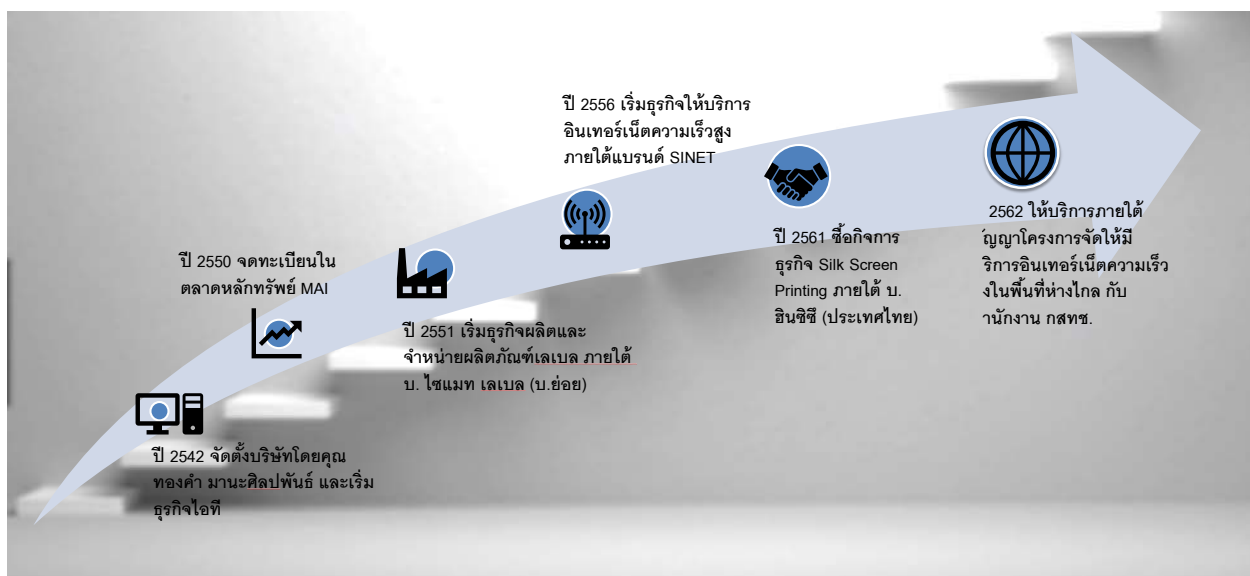 ปี 2556 เริ่มธุรกิจให้บริการ
อินเทอร์เน็ตความเร็วสูง
ภายใต้แบรนด์ SINET
2562 ให้บริการภายใต้
ัญญาโครงการจัดให้มี
ริการอินเทอร์เน็ตความเร็ว
งในพื้นที่ห่างไกล กับ
านักงาน กสทช.
ปี 2561 ซื้อกิจการ
ธุรกิจ Silk Screen
Printing ภายใต้ บ.
ฮินซิซึ (ประเทศไทย)
ปี 2550 จดทะเบียนใน
ตลาดหลักทรัพย์ MAI
ปี 2551 เริ่มธุรกิจผลิตและ
จำหน่ายผลิตภัณฑ์เลเบล ภายใต้
บ. ไซแมท เลเบล (บ.ย่อย)
ปี 2542 จัดตั้งบริษัทโดยคุณ
ทองคำ มานะศิลปพันธ์ และเริ่ม
ธุรกิจไอที